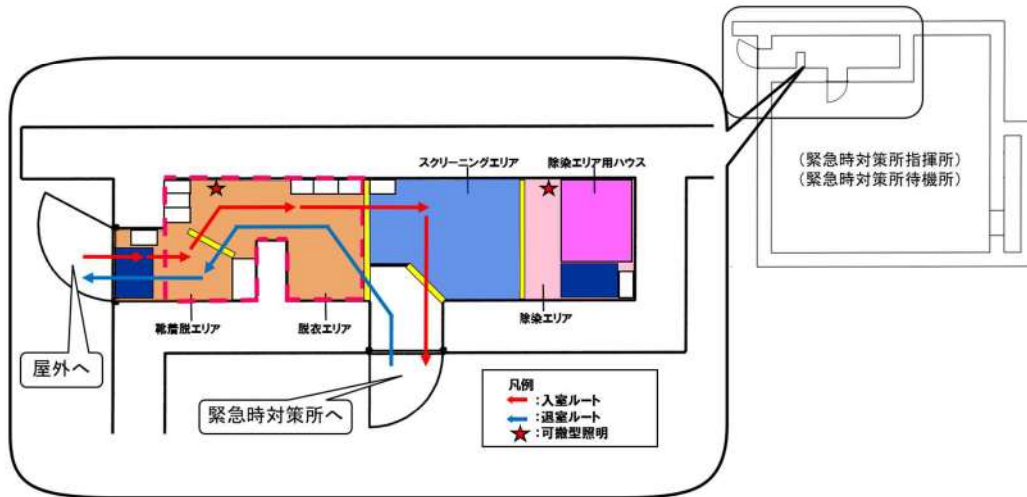 (緊急時対策所指揮所)
(緊急時対策所待機所)
スクリーニングエリア
除染エリア用ハウス
靴着脱エリア
脱衣エリア
除染エリア
屋外へ
緊急時対策所へ
凡例
:入室ルート
:退室ルート
:可搬型照明